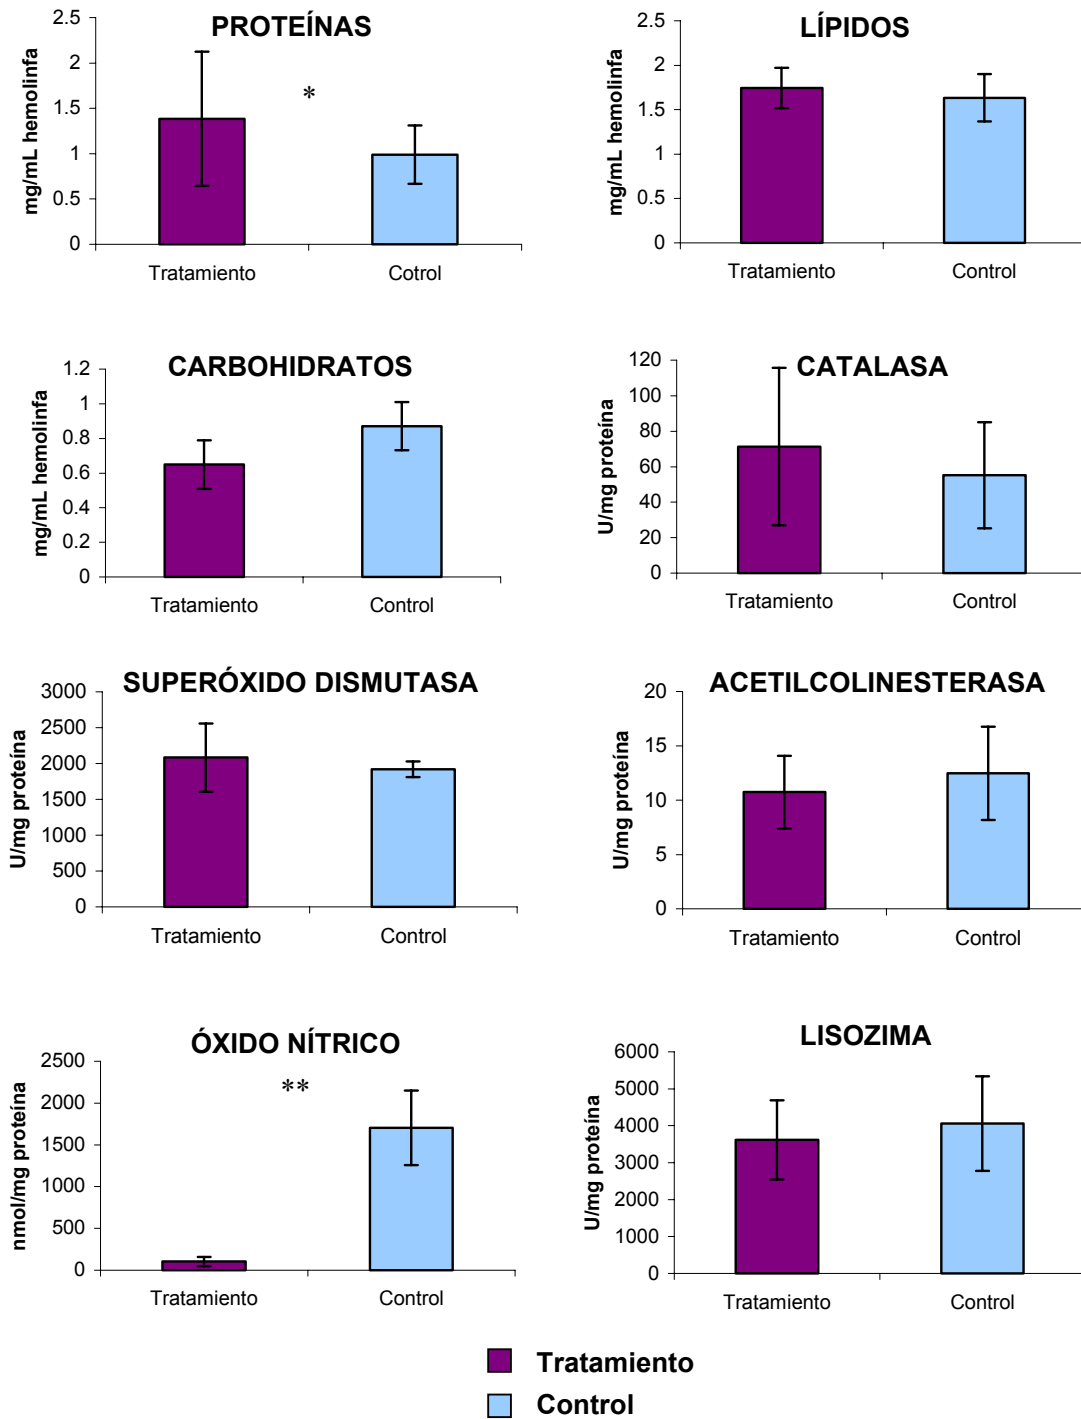 PROTEÍNAS
2.5
2
1.5
1
0.5
0
mg/mL hemolinfa
*
Tratamiento
Cotrol
LÍPIDOS
2.5
2
1.5
1
0.5
0
mg/mL hemolinfa
Tratamiento
Control
CARBOHIDRATOS
1.2
1
0.8
0.6
0.4
0.2
0
mg/mL hemolinfa
Tratamiento
Control
CATALASA
120
100
80
60
40
20
0
U/mg proteína
Tratamiento
Control
SUPERÓXIDO DISMUTASA
3000
2500
2000
1500
1000
500
0
U/mg proteína
Tratamiento
Control
ACETILCOLINESTERASA
20
15
10
5
0
U/mg proteína
Tratamiento
Control
ÓXIDO NÍTRICO
2500
2000
1500
1000
500
0
nmol/mg proteína
**
Tratamiento
Control
LISOZIMA
6000
5000
4000
3000
2000
1000
0
U/mg proteína
Tratamiento
Control
Tratamiento
Control